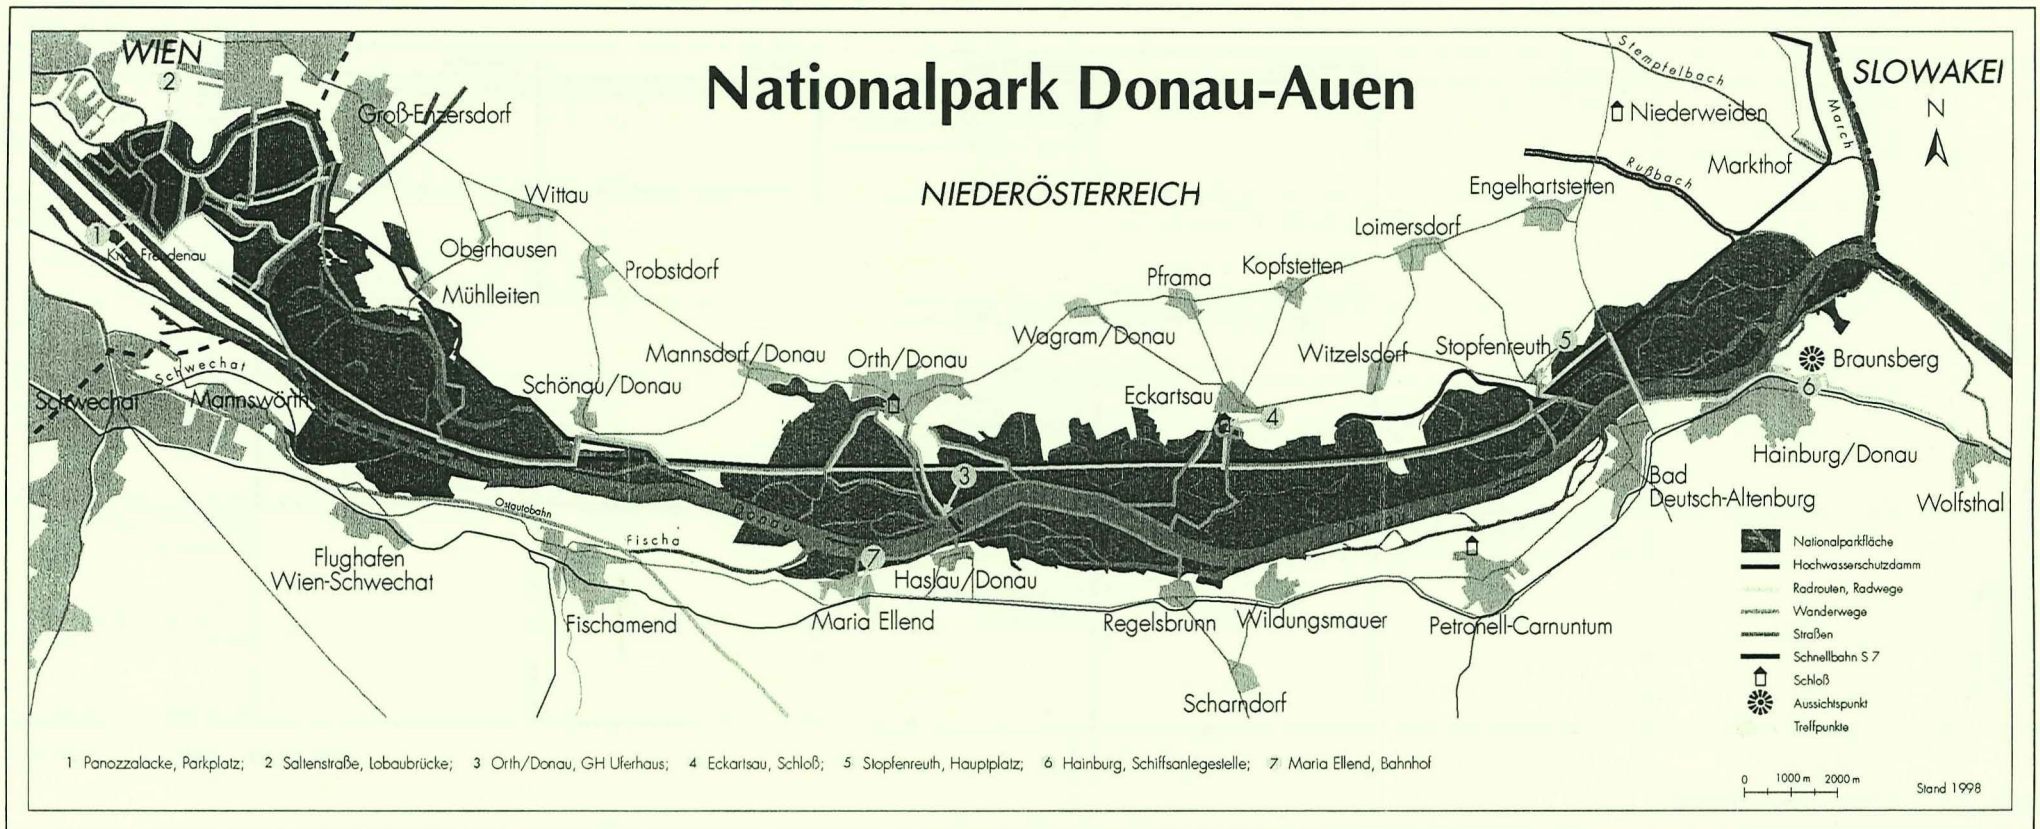 Nationalpark Donau-Auen
WIEN
2
SLOWAKEI
N
NIEDERÖSTERREICH
Groß-Enzersdorf
Stempfelbach
March
Niederweiden
Markthof
Rußbach
Engelhartstetten
Wittau
Oberhausen
Probstdorf
Mühlleiten
1
Freudenau
Loimersdorf
Kopfstetten
Pframa
Wagram/Donau
Mannsdorf/Donau
Orth/Donau
Schönau/Donau
Witzelsdorf
Stopfenreuth
5
Eckartsau
4
Braunsberg
6
Schwechat
Schwechat
Mannswörth
Hainburg/Donau
Wolfsthal
Bad
Deutsch-Altenburg
3
Ostautobahn
Donau
Donau
Fischa
7
Flughafen
Wien-Schwechat
Haslau/Donau
Fischamend
Maria Ellend
Regelsbrunn
Wildungsmauer
Petronell-Carnuntum
Scharndorf
Nationalparkfläche
Hochwasserschutzdamm
Radrouten, Radwege
Wanderwege
Straßen
Schnellbahn S 7
Schloß
Aussichtspunkt
Treffpunkte
1 Panozzalacke, Parkplatz; 2 Saltenstraße, Lobaubrücke; 3 Orth/Donau, GH Uferhaus; 4 Eckartsau, Schloß; 5 Stopfenreuth, Hauptplatz; 6 Hainburg, Schiffsanlegestelle; 7 Maria Ellend, Bahnhof
0 1000 m 2000 m
Stand 1998